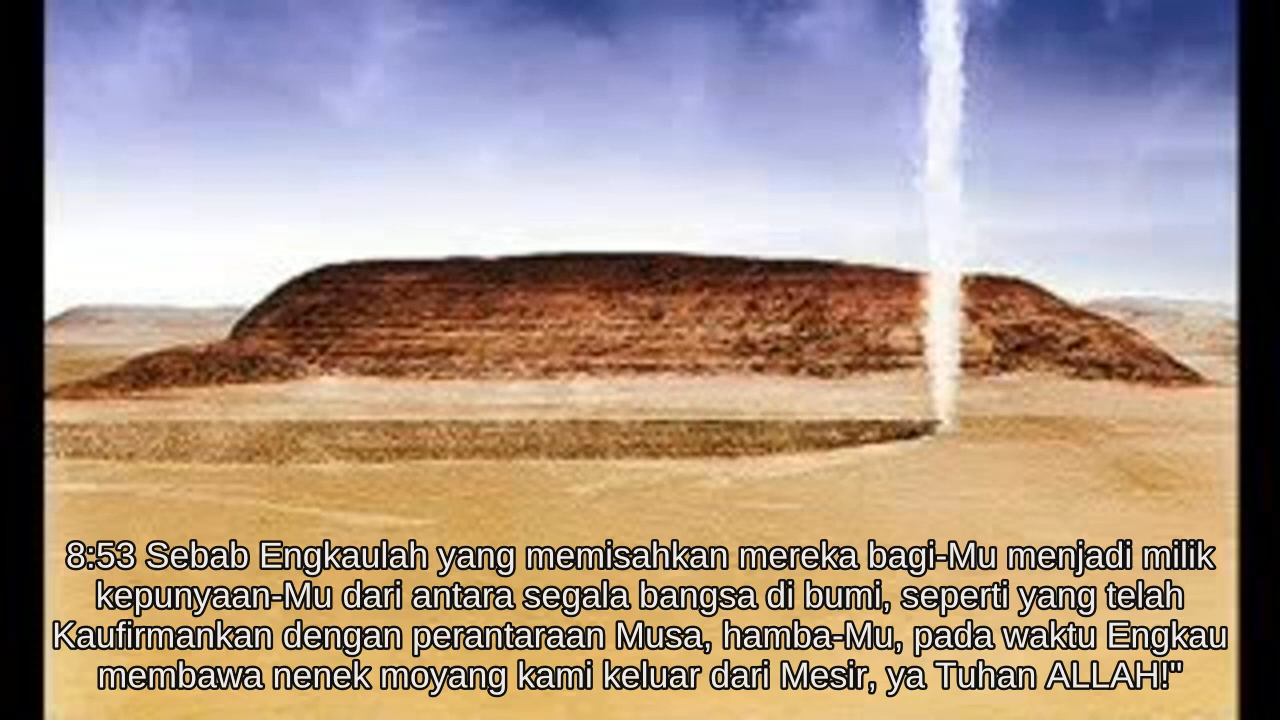 8:53 Sebab Engkaulah yang memisahkan mereka bagi-Mu menjadi milik
kepunyaan-Mu dari antara segala bangsa di bumi, seperti yang telah
Kaufirmankan dengan perantaraan Musa, hamba-Mu, pada waktu Engkau
membawa nenek moyang kami keluar dari Mesir, ya Tuhan ALLAH!"